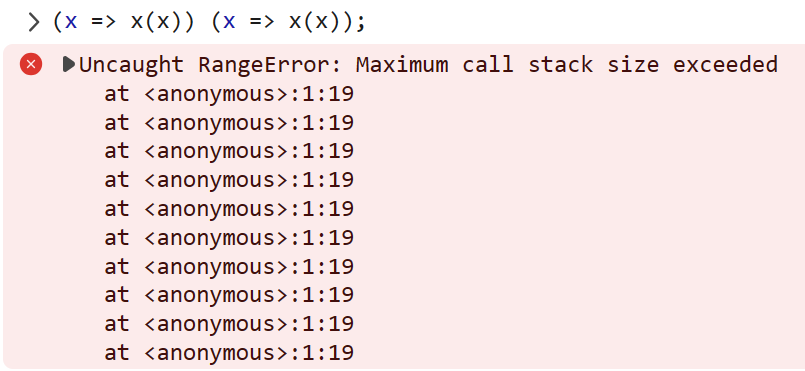 > (x => x(x)) (x => x(x));
Uncaught RangeError: Maximum call stack size exceeded
at <anonymous>:1:19
at <anonymous>:1:19
at <anonymous>:1:19
at <anonymous>:1:19
at <anonymous>:1:19
at <anonymous>:1:19
at <anonymous>:1:19
at <anonymous>:1:19
at <anonymous>:1:19
at <anonymous>:1:19